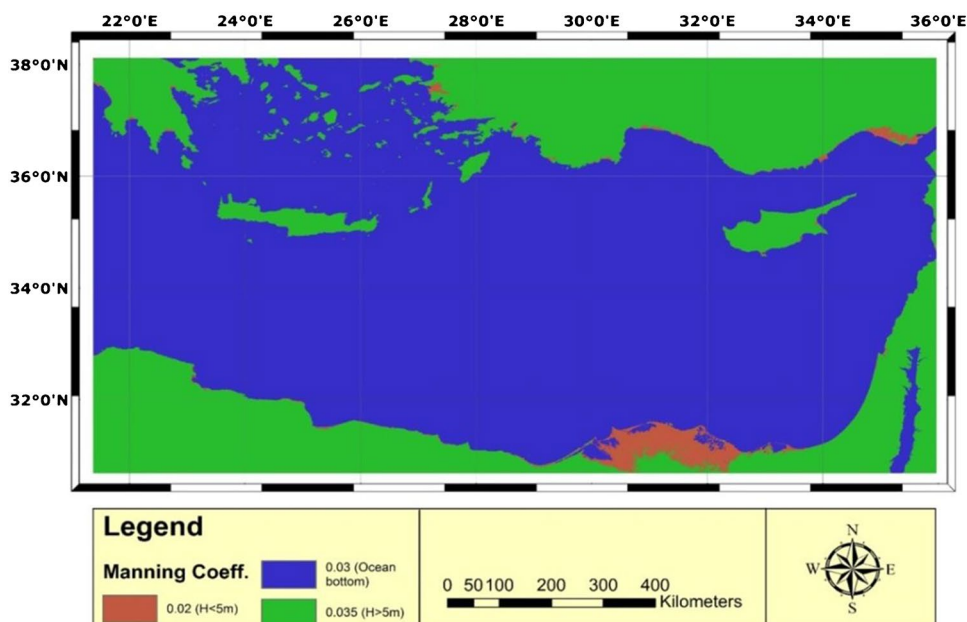 22°0'E 24°0'E 26°0'E 28°0'E 30°0'E 32°0'E 34°0'E 36°0'E
38°0'N
36°0'N
34°0'N
32°0'N
Legend
Manning Coeff.
0.02 (H<5m)
0.03 (Ocean
bottom)
0.035 (H>5m)
0 50 100 200 300 400
Kilometers
N
W E
S